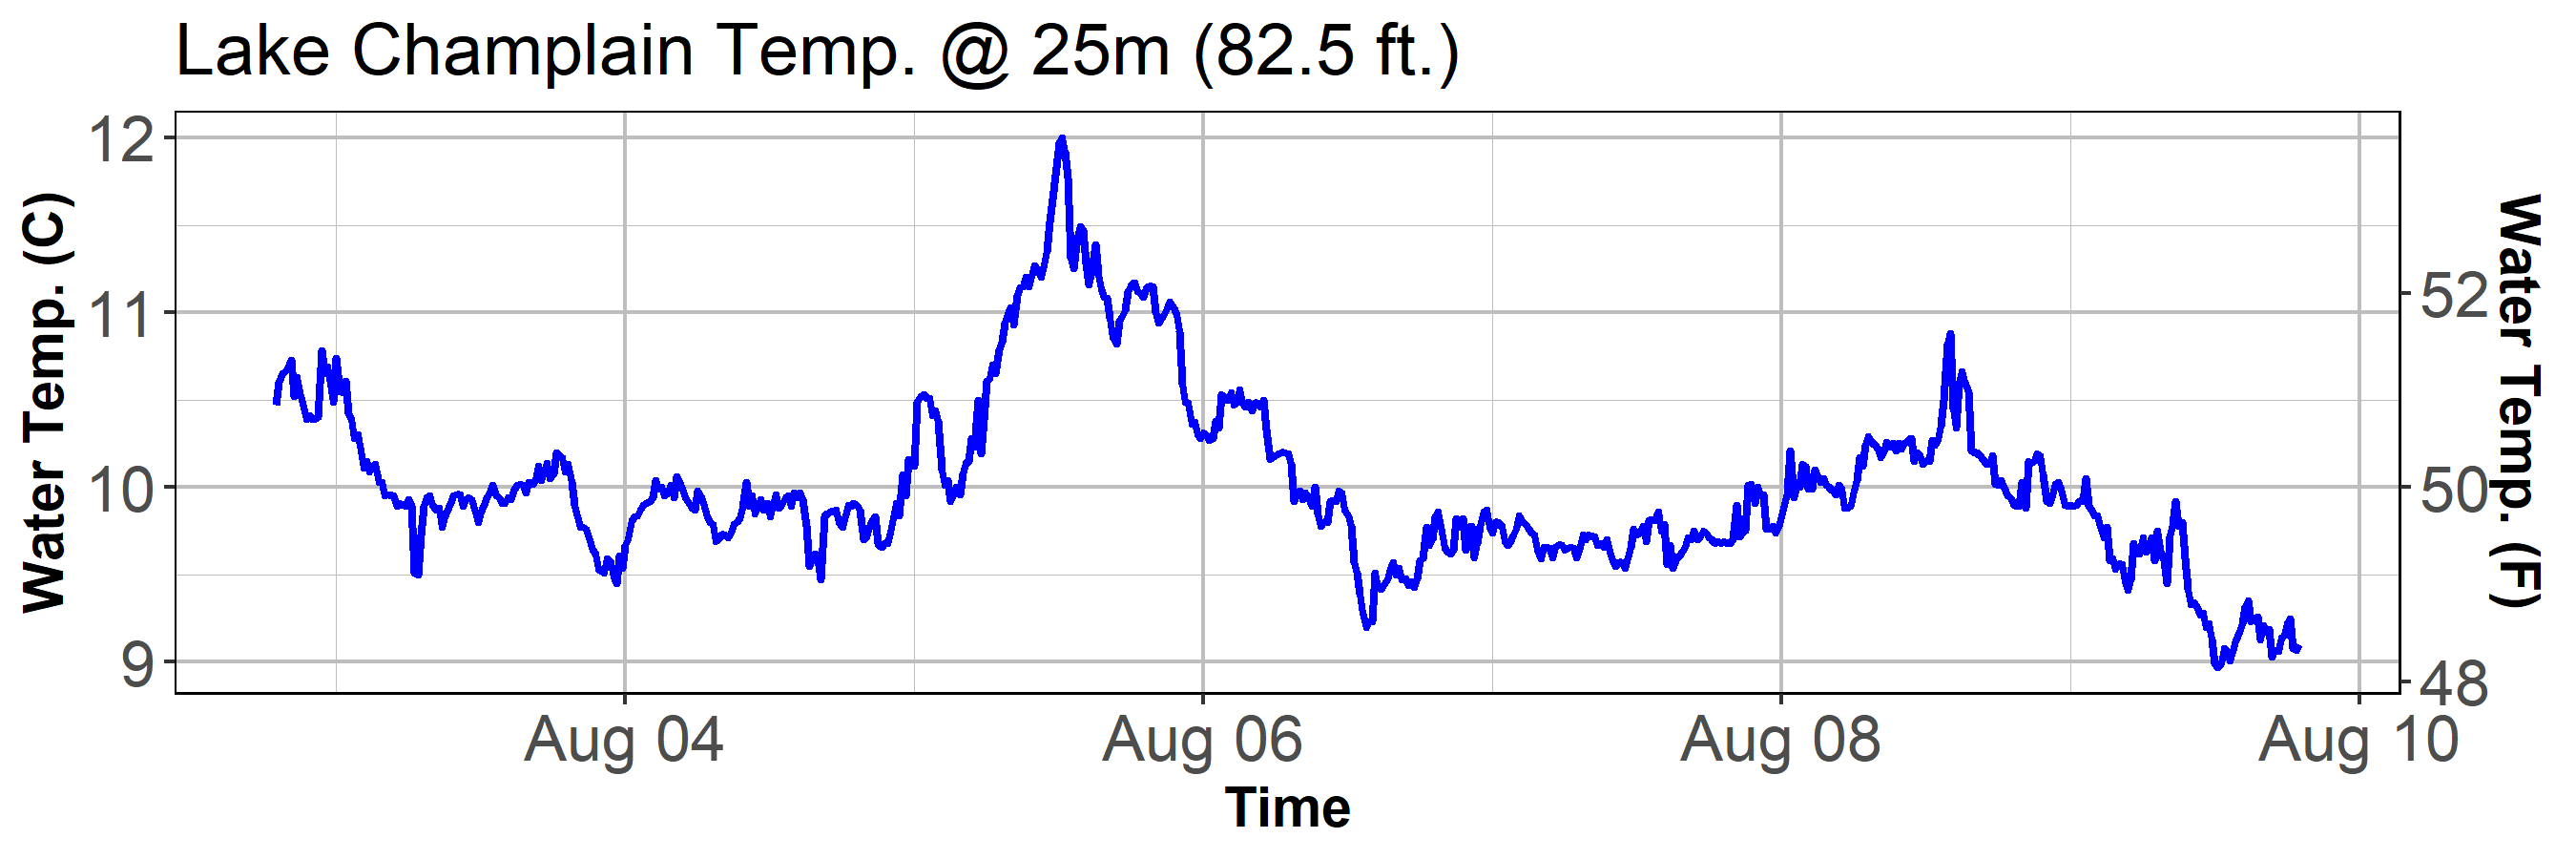 Lake Champlain Temp. @ 25m (82.5 ft.)
Water Temp. (C)
12
11
10
9
52
50
48
Water Temp. (F)
Aug 04
Aug 06
Aug 08
Aug 10
Time